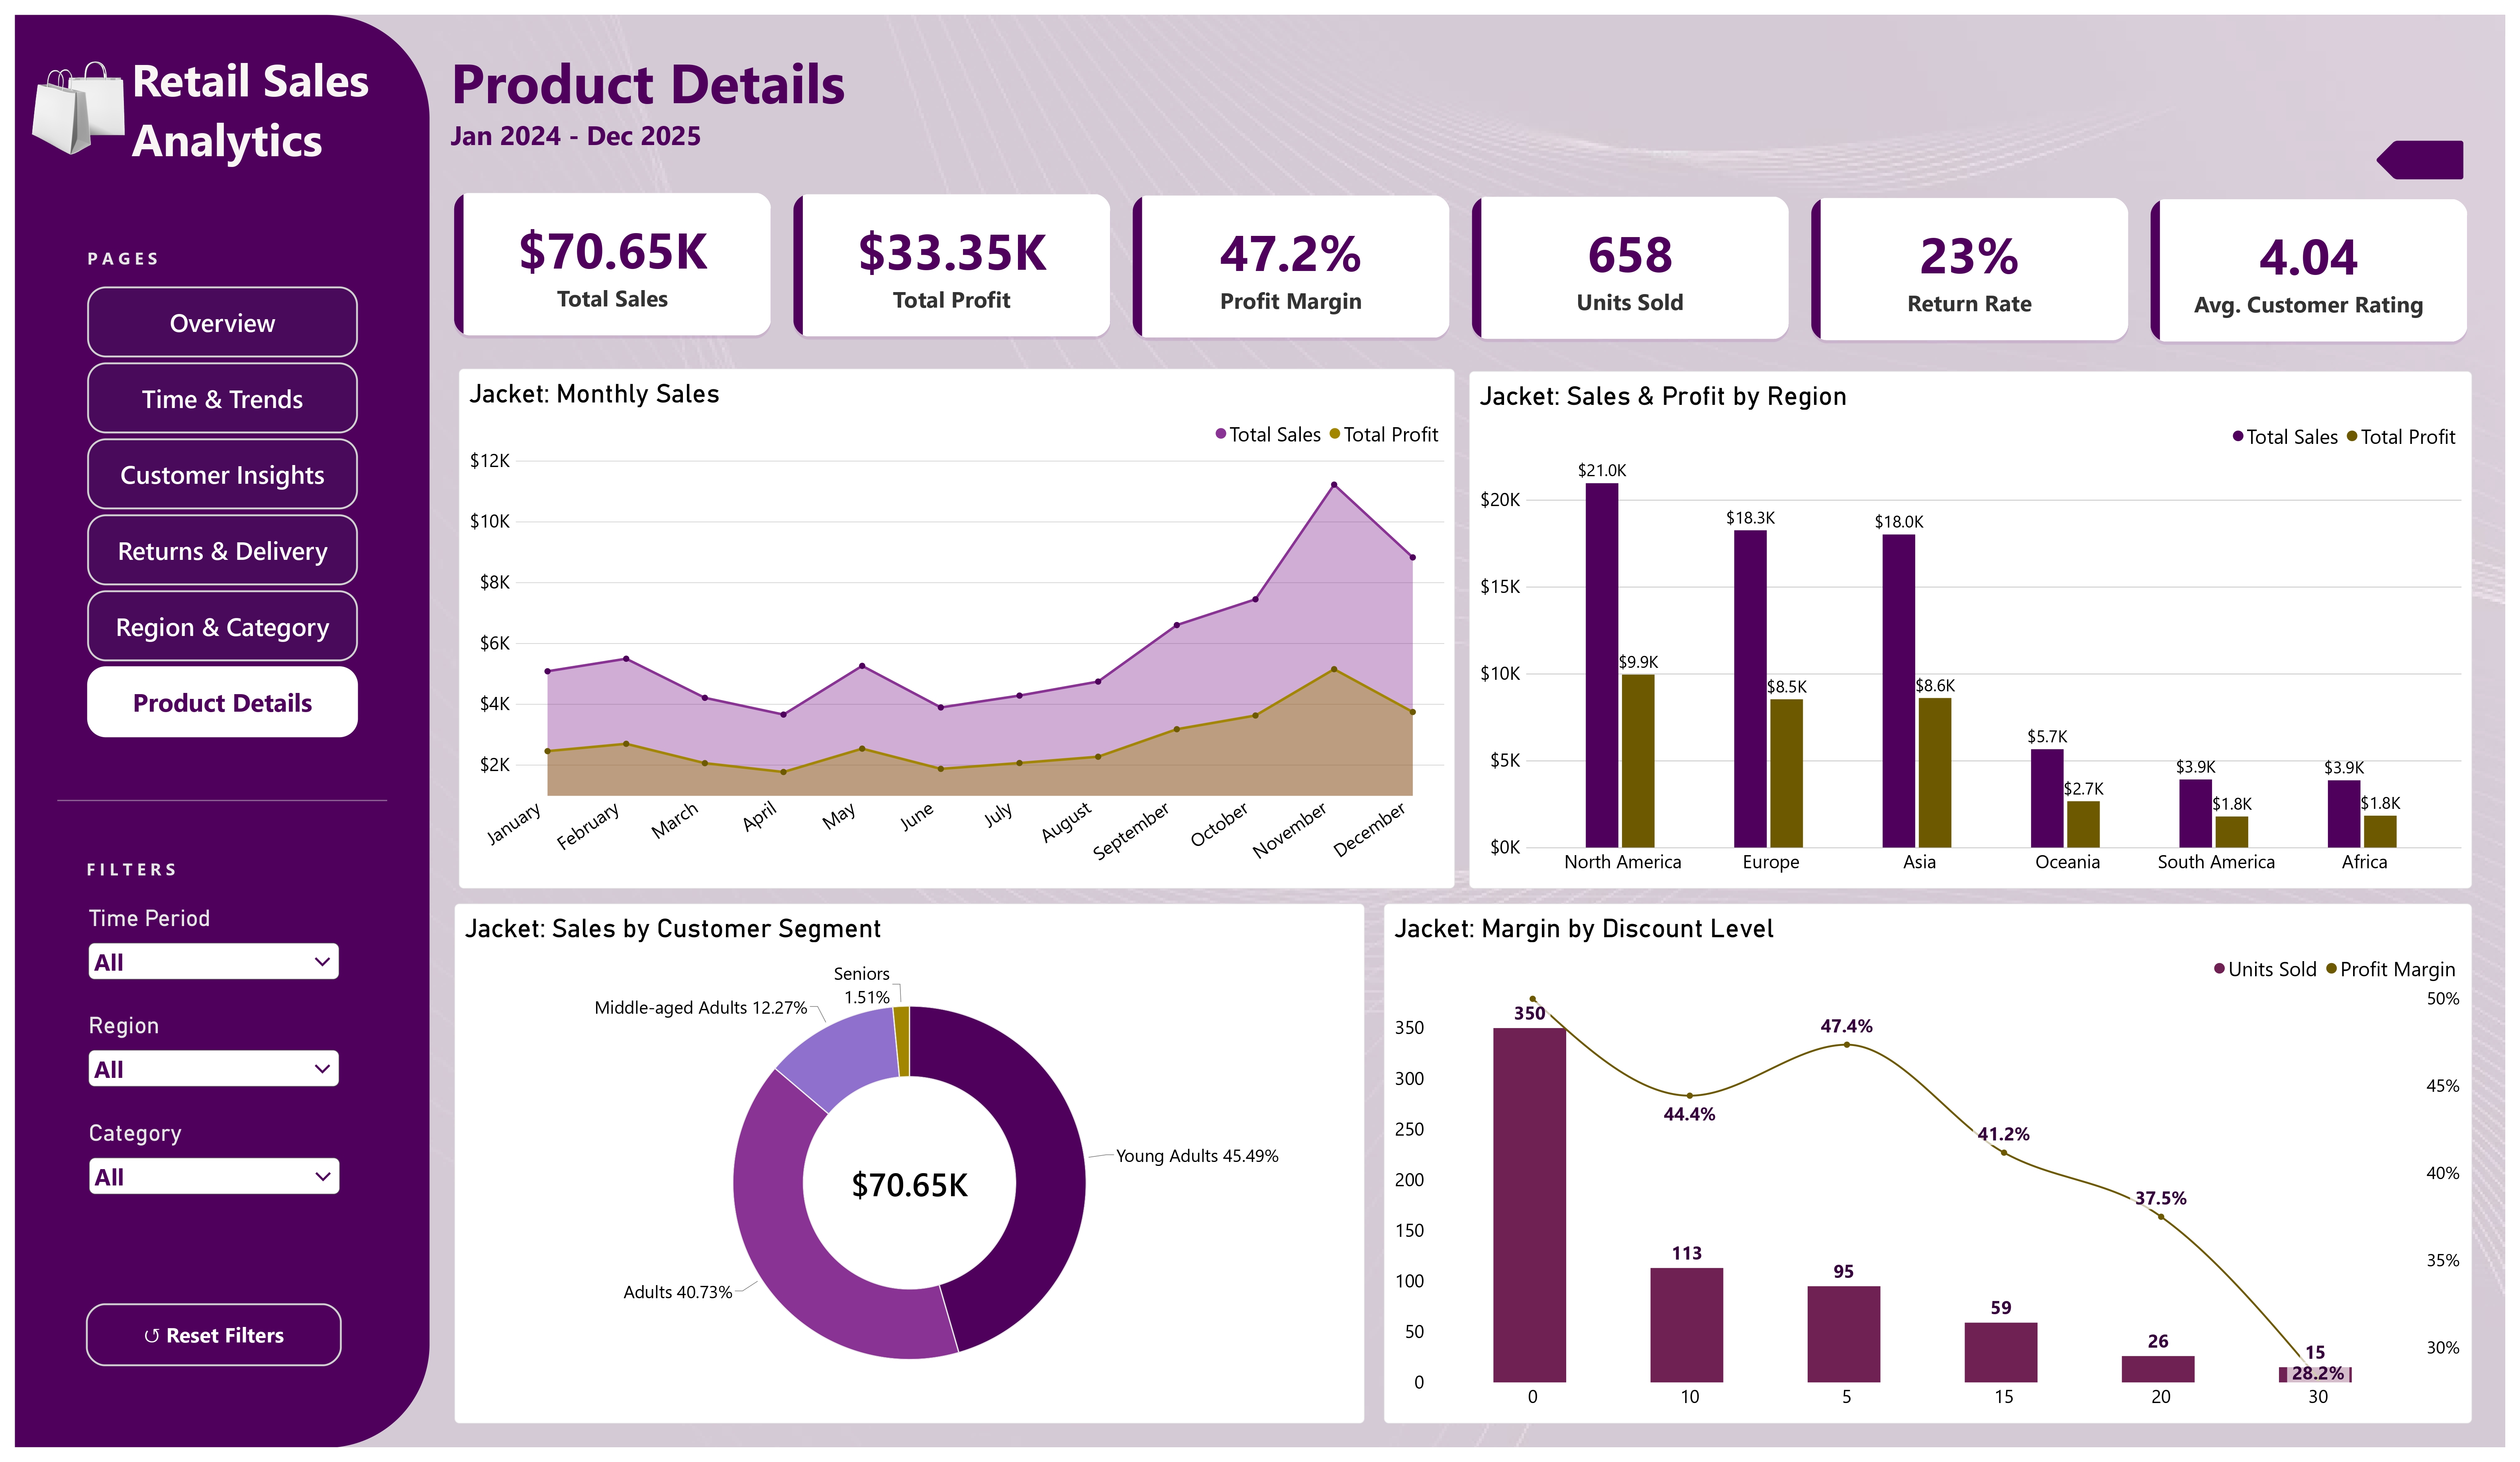 Retail Sales
Analytics
PAGES
Overview
Time & Trends
Customer Insights
Returns & Delivery
Region & Category
Product Details
FILTERS
Time Period
All
Region
All
Category
All
↺ Reset Filters
Product Details
Jan 2024 - Dec 2025
$70.65K
Total Sales
$33.35K
Total Profit
47.2%
Profit Margin
658
Units Sold
23%
Return Rate
4.04
Avg. Customer Rating
Jacket: Monthly Sales
Total Sales Total Profit
$12K
$10K
$8K
$6K
$4K
$2K
January
February
March
April
May
June
July
August
September
October
November
December
Jacket: Sales & Profit by Region
Total Sales Total Profit
$20K
$15K
$10K
$5K
$0K
$21.0K
$9.9K
$18.3K
$8.5K
$18.0K
$8.6K
$5.7K
$2.7K
$3.9K
$1.8K
$3.9K
$1.8K
North America
Europe
Asia
Oceania
South America
Africa
Jacket: Sales by Customer Segment
Seniors
1.51%
Middle-aged Adults 12.27%
Young Adults 45.49%
Adults 40.73%
$70.65K
Jacket: Margin by Discount Level
Units Sold Profit Margin
350
300
250
200
150
100
50
0
50%
45%
40%
35%
30%
350
113
95
59
26
15
44.4%
47.4%
41.2%
37.5%
28.2%
0
10
5
15
20
30